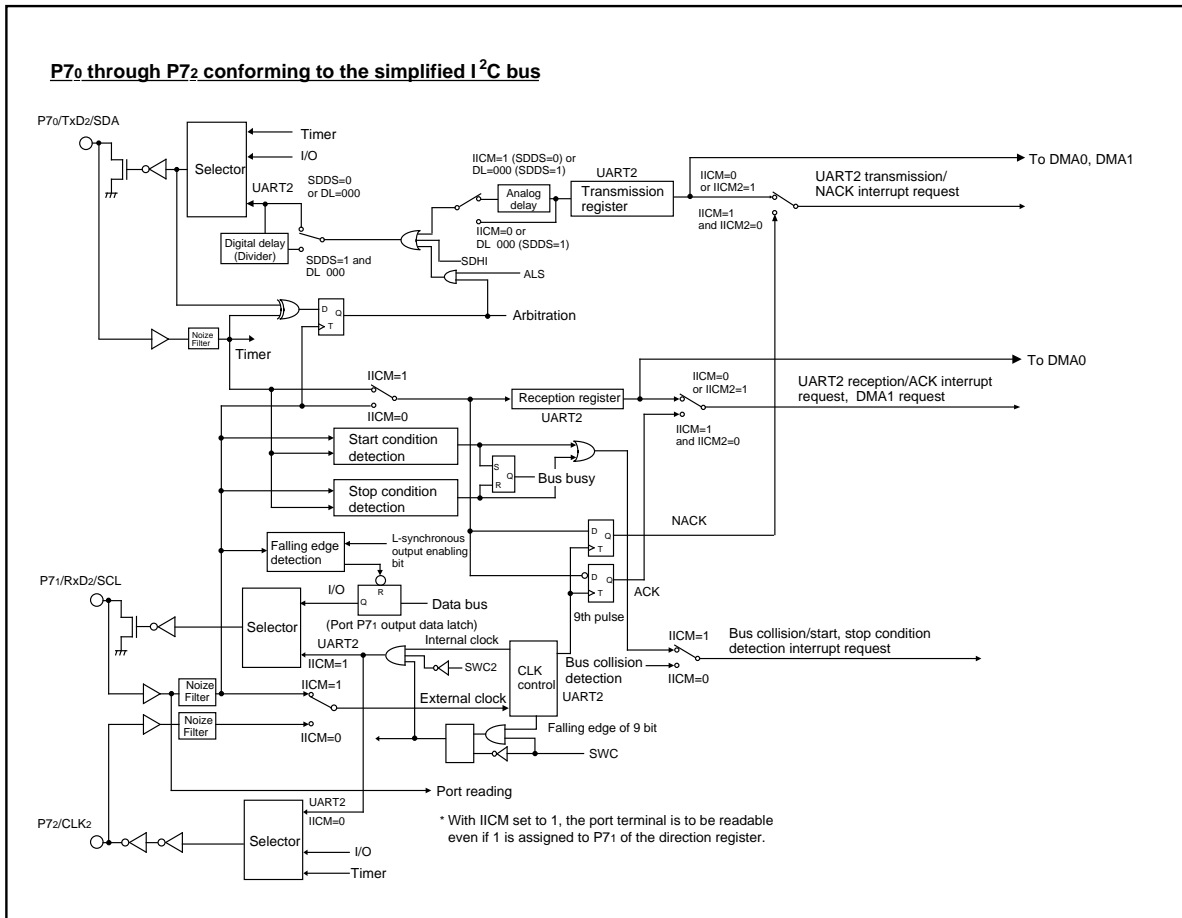 P70 through P72 conforming to the simplified I2C bus
P70/TxD2/SDA
Selector
Timer
I/O
UART2
SDDS=0
or DL=000
Digital delay
(Divider)
SDDS=1 and
DL 000
IICM=1 (SDDS=0) or
DL=000 (SDDS=1)
Analog
delay
IICM=0 or
DL 000 (SDDS=1)
SDHI
ALS
UART2
Transmission
register
To DMA0, DMA1
IICM=0
or IICM2=1
UART2 transmission/
NACK interrupt
request
IICM=1
and IICM2=0
D
Q
T
Arbitration
Noize
Filter
Timer
To DMA0
IICM=1
IICM=0
Reception register
UART2
IICM=0
or IICM2=1
UART2 reception/ACK interrupt
request, DMA1 request
IICM=1
and IICM2=0
Start condition
detection
S
R
Q
Bus busy
Stop condition
detection
NACK
D
Q
T
Falling edge
detection
L-synchronous
output enabling
bit
D
Q
T
ACK
9th pulse
P71/RxD2/SCL
Selector
I/O
R
Q
Data bus
(Port P71 output data latch)
Internal clock
UART2
IICM=1
SWC2
CLK
control
UART2
Bus collision
detection
IICM=1
IICM=0
Bus collision/start, stop condition
detection interrupt request
Noize
Filter
IICM=1
External clock
Noize
Filter
IICM=0
Falling edge of 9 bit
SWC
Port reading
UART2
IICM=0
P72/CLK2
Selector
I/O
Timer
* With IICM set to 1, the port terminal is to be readable
even if 1 is assigned to P71 of the direction register.